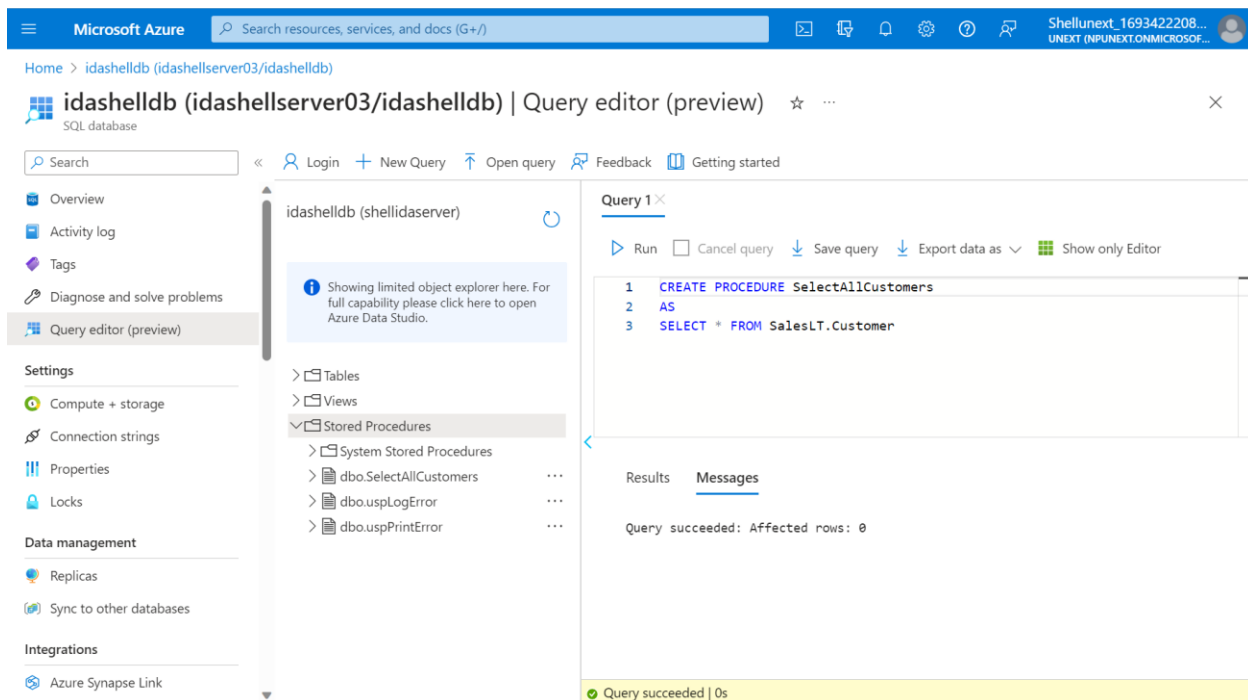 Microsoft Azure
Search resources, services, and docs (G+/)
Shellunext_1693422208...
UNEXT (NPUNEXT.ONMICROSOF...
Home > idashelldb (idashellserver03/idashelldb)
idashelldb (idashellserver03/idashelldb) | Query editor (preview)
SQL database
Search
Login
New Query
Open query
Feedback
Getting started
Overview
Activity log
Tags
Diagnose and solve problems
Query editor (preview)
Settings
Compute + storage
Connection strings
Properties
Locks
Data management
Replicas
Sync to other databases
Integrations
Azure Synapse Link
idashelldb (shellidaserver)
Showing limited object explorer here. For
full capability please click here to open
Azure Data Studio.
Tables
Views
Stored Procedures
System Stored Procedures
dbo.SelectAllCustomers
dbo.uspLogError
dbo.uspPrintError
Query 1
Run
Cancel query
Save query
Export data as
Show only Editor
1 CREATE PROCEDURE SelectAllCustomers
2 AS
3 SELECT * FROM SalesLT.Customer
Results
Messages
Query succeeded: Affected rows: 0
Query succeeded | 0s